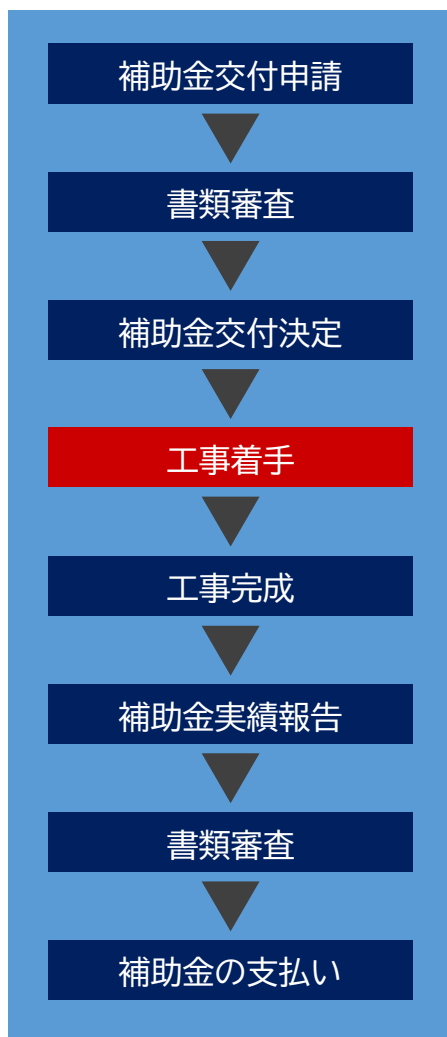 補助金交付申請
書類審査
補助金交付決定
工事着手
工事完成
補助金実績報告
書類審査
補助金の支払い